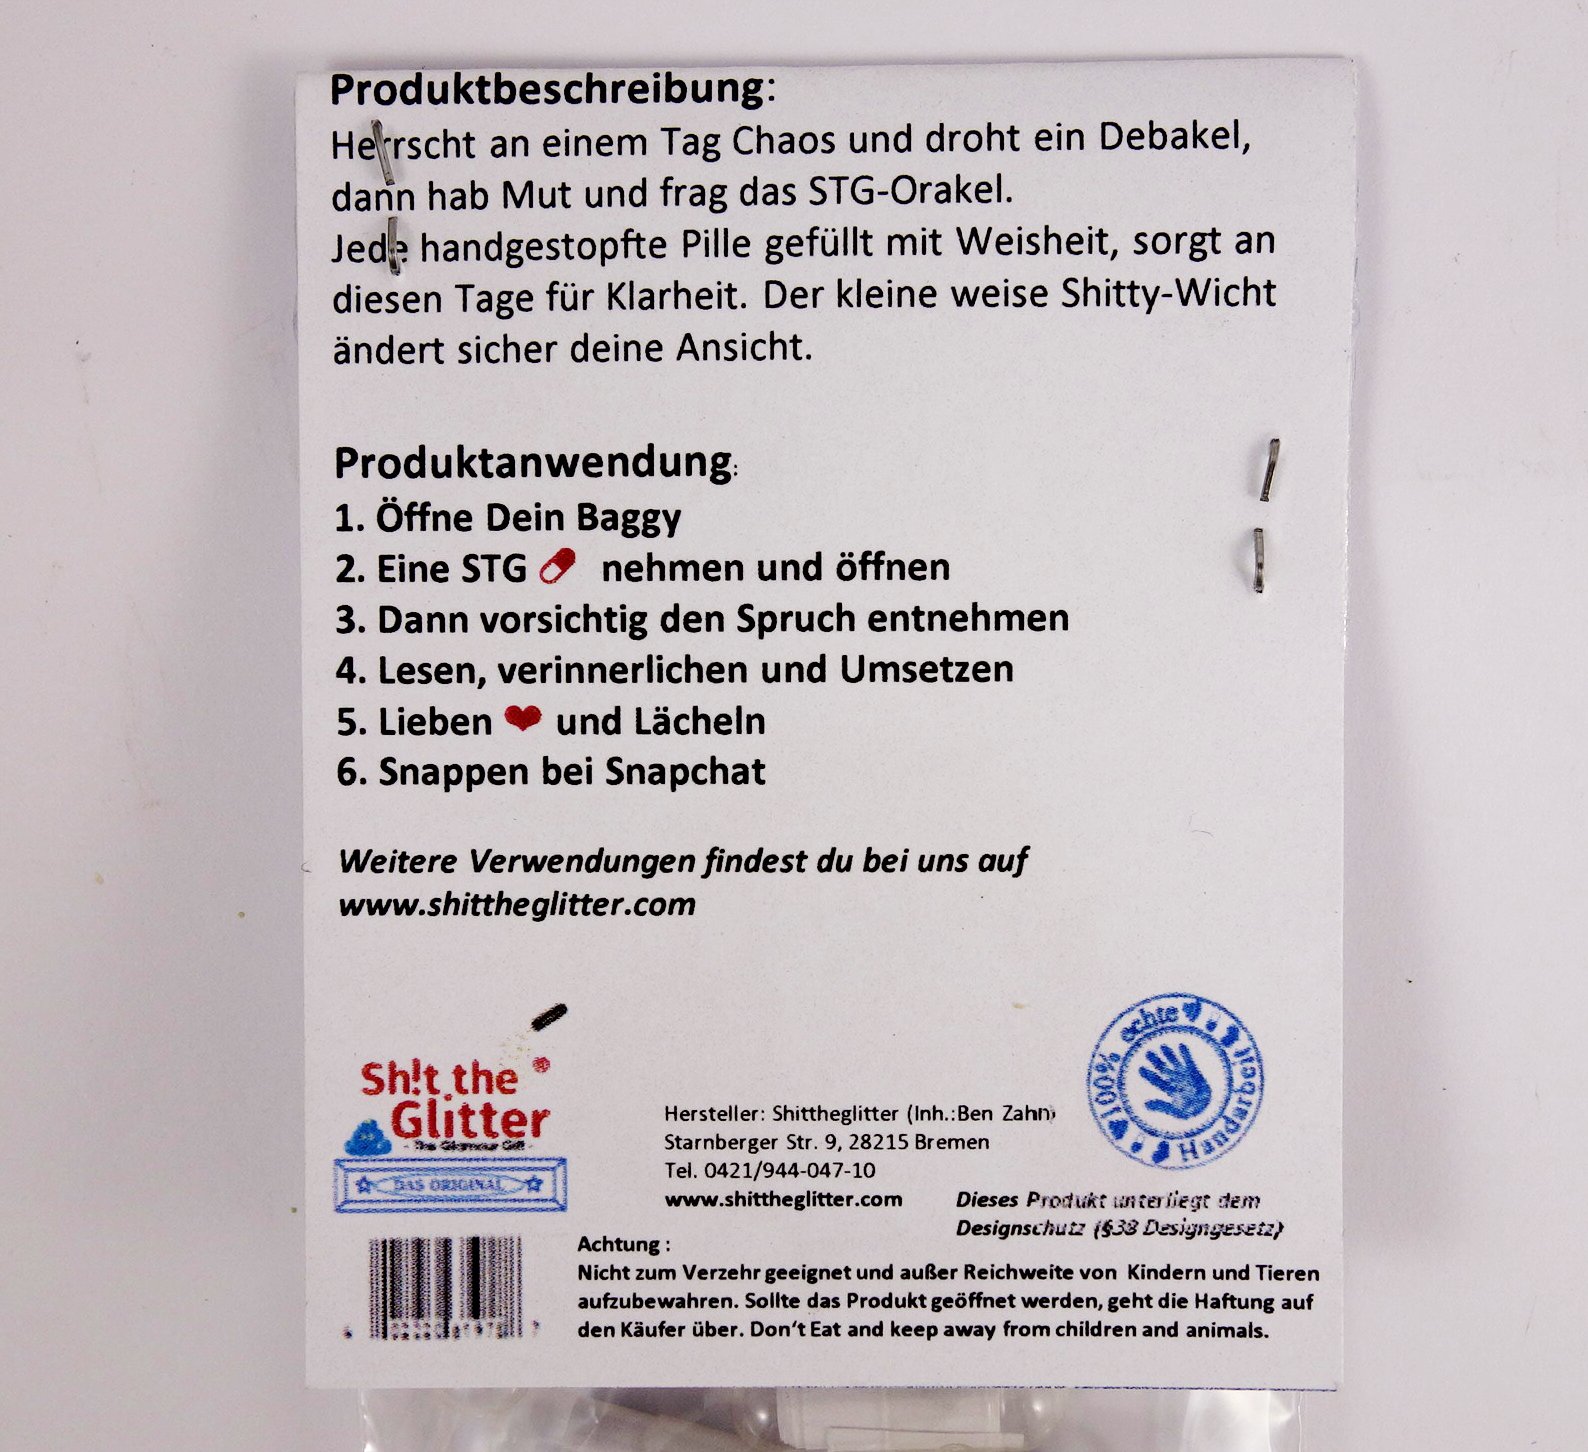 Produktbeschreibung:
Herrscht an einem Tag Chaos und droht ein Debakel,
dann hab Mut und frag das STG-Orakel.
Jede handgestopfte Pille gefüllt mit Weisheit, sorgt an
diesen Tage für Klarheit. Der kleine weise Shitty-Wicht
ändert sicher deine Ansicht.
Produktanwendung:
1. Öffne Dein Baggy
2. Eine STG nehmen und öffnen
3. Dann vorsichtig den Spruch entnehmen
4. Lesen, verinnerlichen und Umsetzen
5. Lieben ❤ und Lächeln
6. Snappen bei Snapchat
Weitere Verwendungen findest du bei uns auf
www.shittheglitter.com
Sh!t the
Glitter
- The Glamour Gift -
DAS ORIGINAL
100% echte Handarbeit
Hersteller: Shittheglitter (Inh.:Ben Zahn)
Starnberger Str. 9, 28215 Bremen
Tel. 0421/944-047-10
www.shittheglitter.com
Dieses Produkt unterliegt dem
Designschutz (§38 Designgesetz)
Achtung :
Nicht zum Verzehr geeignet und außer Reichweite von Kindern und Tieren
aufzubewahren. Sollte das Produkt geöffnet werden, geht die Haftung auf
den Käufer über. Don't Eat and keep away from children and animals.